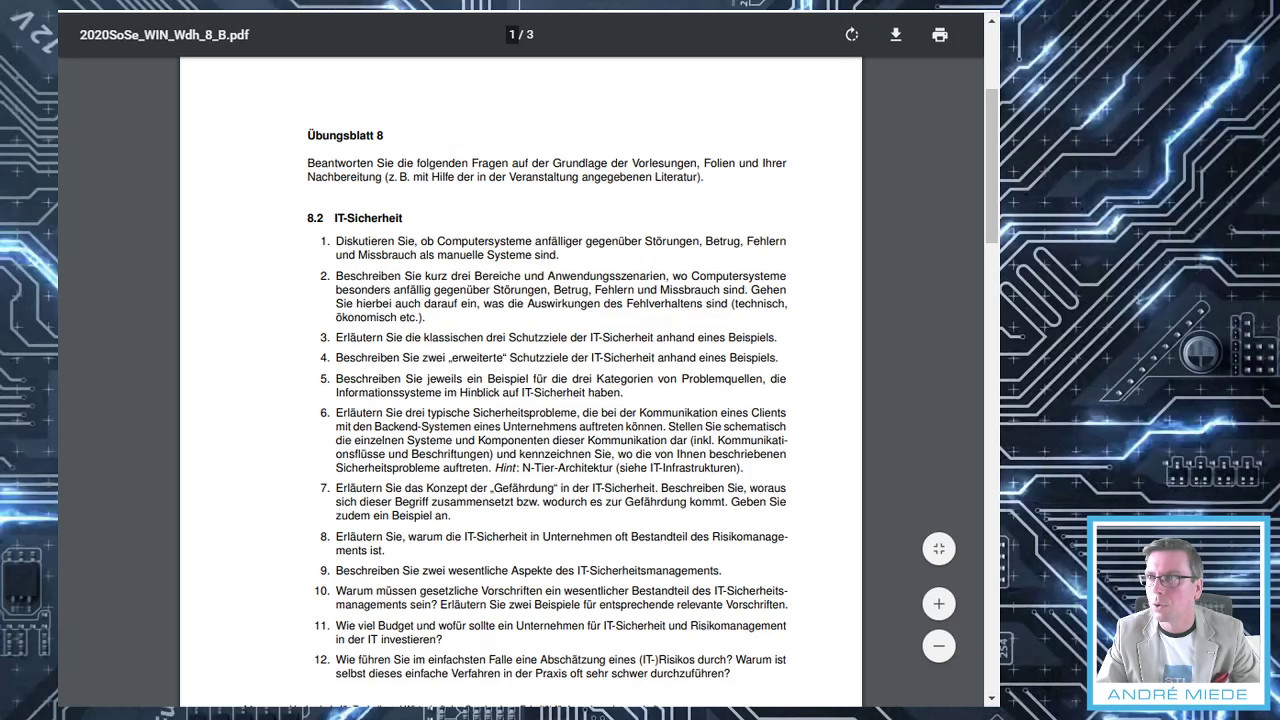 12V
2020SoSe_WIN_Wdh_8_B.pdf
1 / 3
Übungsblatt 8
Beantworten Sie die folgenden Fragen auf der Grundlage der Vorlesungen, Folien und Ihrer
Nachbereitung (z. B. mit Hilfe der in der Veranstaltung angegebenen Literatur).
8.2 IT-Sicherheit
1. Diskutieren Sie, ob Computersysteme anfälliger gegenüber Störungen, Betrug, Fehlern
und Missbrauch als manuelle Systeme sind.
2. Beschreiben Sie kurz drei Bereiche und Anwendungsszenarien, wo Computersysteme
besonders anfällig gegenüber Störungen, Betrug, Fehlern und Missbrauch sind. Gehen
Sie hierbei auch darauf ein, was die Auswirkungen des Fehlverhaltens sind (technisch,
ökonomisch etc.).
3. Erläutern Sie die klassischen drei Schutzziele der IT-Sicherheit anhand eines Beispiels.
4. Beschreiben Sie zwei „erweiterte“ Schutzziele der IT-Sicherheit anhand eines Beispiels.
5. Beschreiben Sie jeweils ein Beispiel für die drei Kategorien von Problemquellen, die
Informationssysteme im Hinblick auf IT-Sicherheit haben.
6. Erläutern Sie drei typische Sicherheitsprobleme, die bei der Kommunikation eines Clients
mit den Backend-Systemen eines Unternehmens auftreten können. Stellen Sie schematisch
die einzelnen Systeme und Komponenten dieser Kommunikation dar (inkl. Kommunikati-
onsflüsse und Beschriftungen) und kennzeichnen Sie, wo die von Ihnen beschriebenen
Sicherheitsprobleme auftreten. Hint: N-Tier-Architektur (siehe IT-Infrastrukturen).
7. Erläutern Sie das Konzept der „Gefährdung“ in der IT-Sicherheit. Beschreiben Sie, woraus
sich dieser Begriff zusammensetzt bzw. wodurch es zur Gefährdung kommt. Geben Sie
zudem ein Beispiel an.
8. Erläutern Sie, warum die IT-Sicherheit in Unternehmen oft Bestandteil des Risikomanage-
ments ist.
9. Beschreiben Sie zwei wesentliche Aspekte des IT-Sicherheitsmanagements.
10. Warum müssen gesetzliche Vorschriften ein wesentlicher Bestandteil des IT-Sicherheits-
managements sein? Erläutern Sie zwei Beispiele für entsprechende relevante Vorschriften.
11. Wie viel Budget und wofür sollte ein Unternehmen für IT-Sicherheit und Risikomanagement
in der IT investieren?
12. Wie führen Sie im einfachsten Falle eine Abschätzung eines (IT-)Risikos durch? Warum ist
selbst dieses einfache Verfahren in der Praxis oft sehr schwer durchzuführen?
ANDRÉ MIEDE